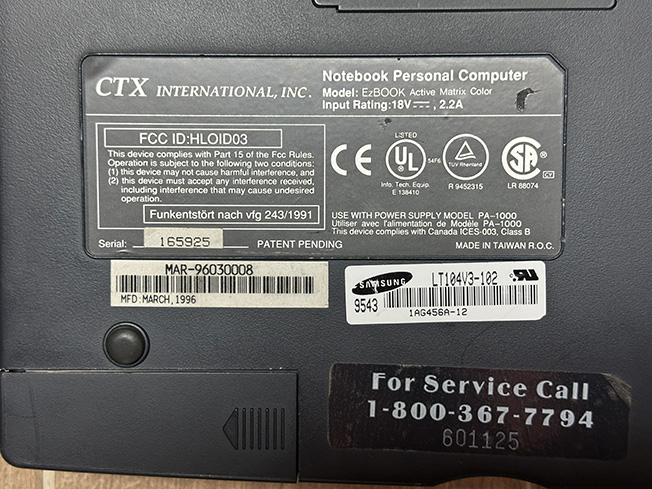 CTX INTERNATIONAL, INC.
Notebook Personal Computer
Model: EzBOOK Active Matrix Color
Input Rating:18V⎓, 2.2A
FCC ID:HLOID03
This device complies with Part 15 of the Fcc Rules.
Operation is subject to the following two conditions:
(1) this device may not cause harmful interference, and
(2) this device must accept any interference received,
including interference that may cause undesired
operation.
Funkentstört nach vfg 243/1991
Serial: 165925
PATENT PENDING
CE
LISTED
UL
54F6
Info. Tech. Equip.
E 138410
TUV Rheinland
R 9452315
SA
LR 88074
USE WITH POWER SUPPLY MODEL PA-1000
Utiliser avec l'alimentation de Modèle PA-1000
This device complies with Canada ICES-003, Class B
MADE IN TAIWAN R.O.C.
MAR-96030008
MFD:MARCH,1996
SAMSUNG
LT104V3-102
9543
1AG456A-12
For Service Call
1-800-367-7794
601125